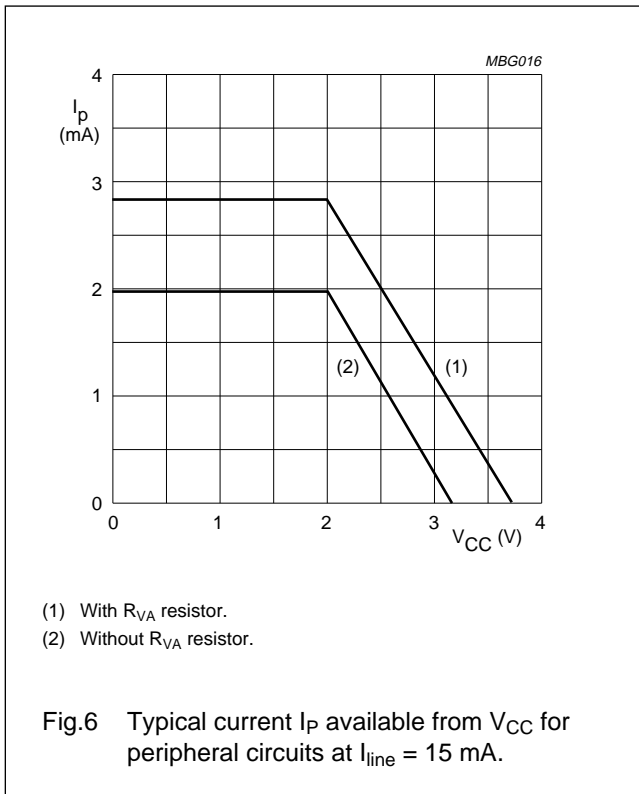 MBG016
4
I_p
(mA)
3
2
1
0
(2)
(1)
0
1
2
3
4
V_CC (V)
(1) With R_VA resistor.
(2) Without R_VA resistor.
Fig.6 Typical current I_P available from V_CC for
peripheral circuits at I_line = 15 mA.